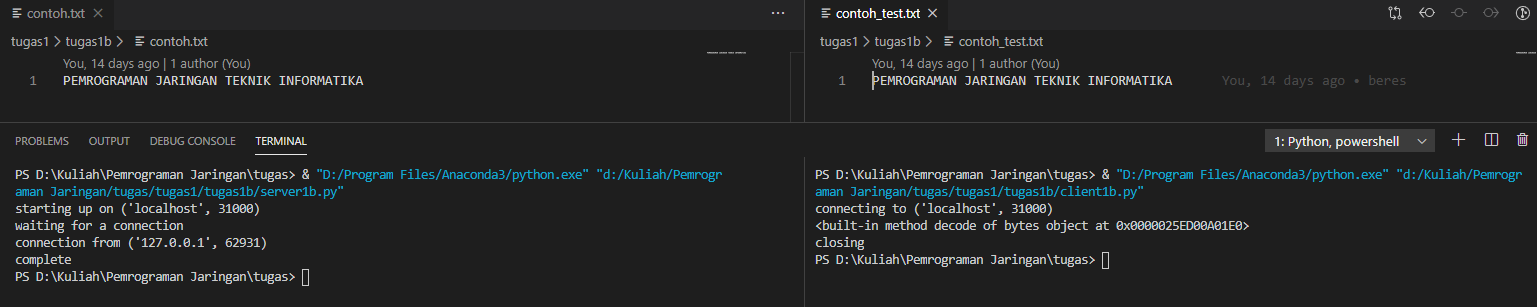 contoh.txt
tugas1 > tugas1b > contoh.txt
You, 14 days ago | 1 author (You)
1 PEMROGRAMAN JARINGAN TEKNIK INFORMATIKA
contoh_test.txt
tugas1 > tugas1b > contoh_test.txt
You, 14 days ago | 1 author (You)
1 PEMROGRAMAN JARINGAN TEKNIK INFORMATIKA You, 14 days ago • beres
PROBLEMS OUTPUT DEBUG CONSOLE TERMINAL 1: Python, powershell
PS D:\Kuliah\Pemrograman Jaringan\tugas> & "D:/Program Files/Anaconda3/python.exe" "d:/Kuliah/Pemrogr
aman Jaringan/tugas/tugas1/tugas1b/server1b.py"
starting up on ('localhost', 31000)
waiting for a connection
connection from ('127.0.0.1', 62931)
complete
PS D:\Kuliah\Pemrograman Jaringan\tugas>
PS D:\Kuliah\Pemrograman Jaringan\tugas> & "D:/Program Files/Anaconda3/python.exe" "d:/Kuliah/Pemrogr
aman Jaringan/tugas/tugas1/tugas1b/client1b.py"
connecting to ('localhost', 31000)
<built-in method decode of bytes object at 0x0000025ED00A01E0>
closing
PS D:\Kuliah\Pemrograman Jaringan\tugas>